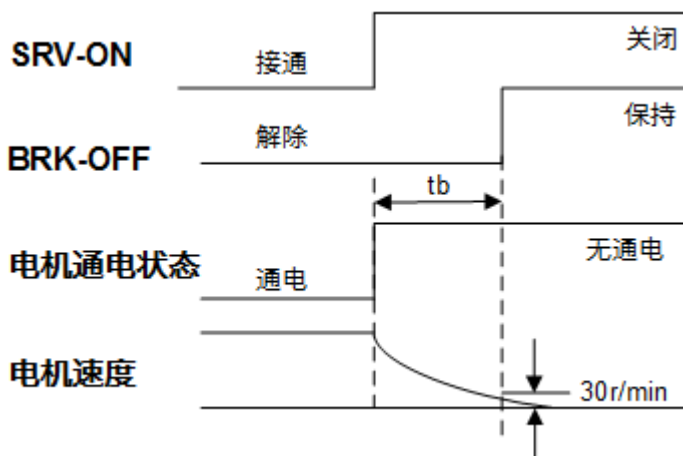 SRV-ON 接通 关闭
BRK-OFF 解除 保持
tb
电机通电状态 通电 无通电
电机速度 30r/min